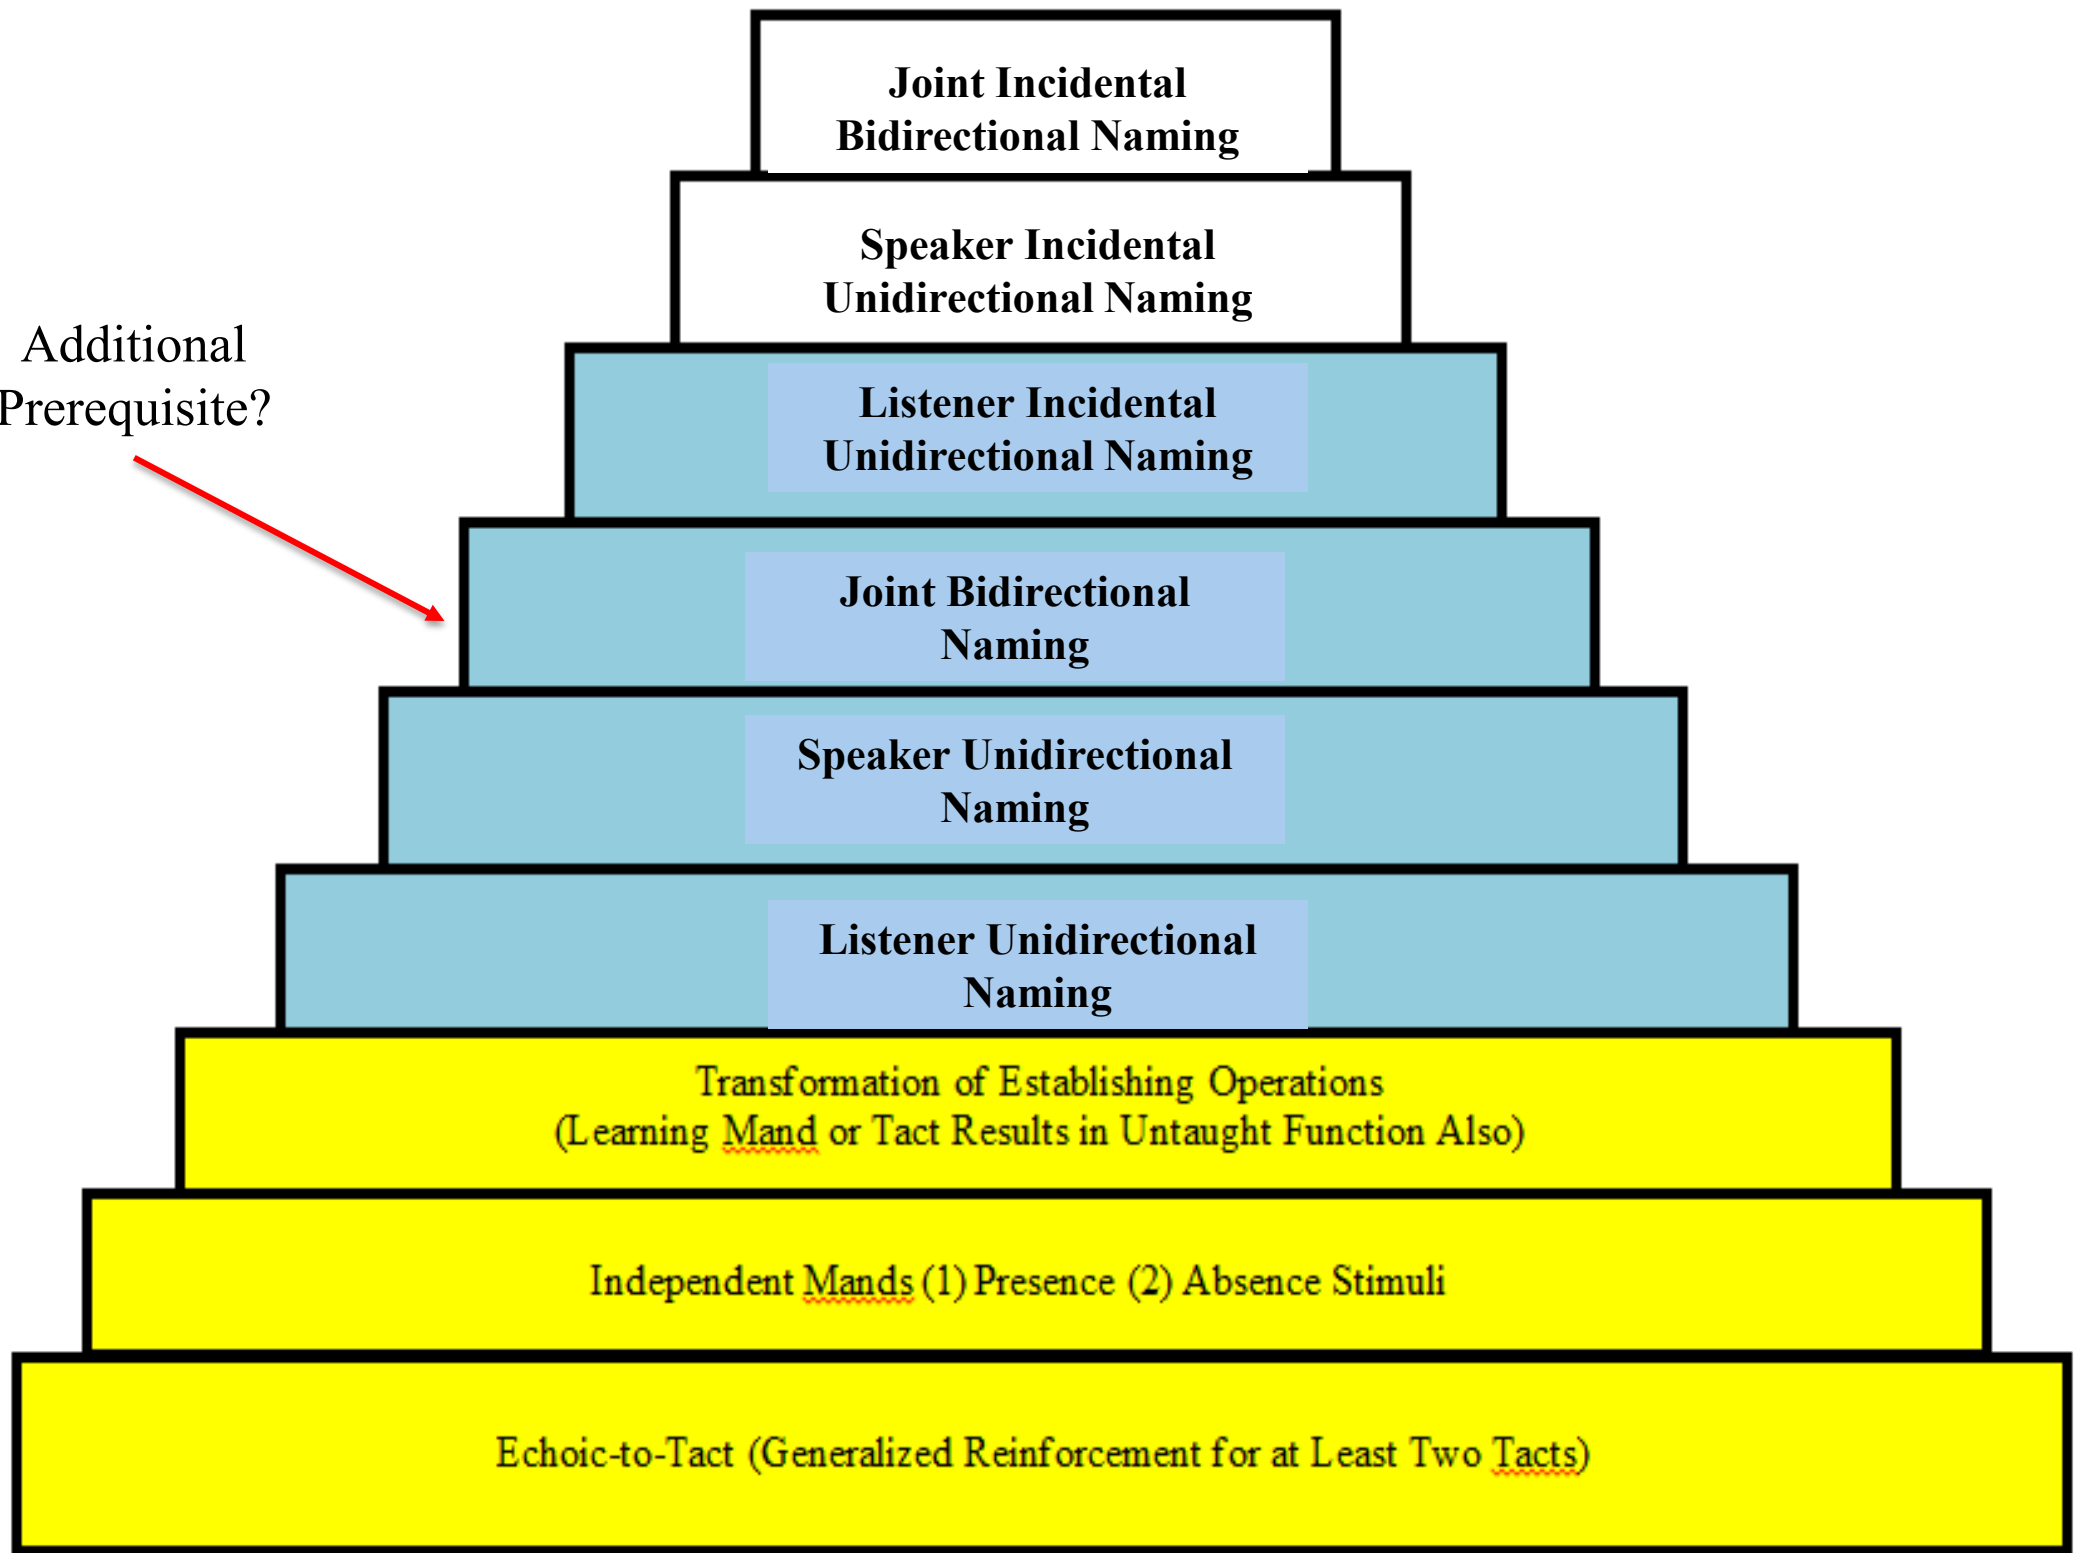 Joint Incidental
Bidirectional Naming
Speaker Incidental
Unidirectional Naming
Additional
Prerequisite?
Listener Incidental
Unidirectional Naming
Joint Bidirectional
Naming
Speaker Unidirectional
Naming
Listener Unidirectional
Naming
Transformation of Establishing Operations
(Learning Mand or Tact Results in Untaught Function Also)
Independent Mands (1) Presence (2) Absence Stimuli
Echoic-to-Tact (Generalized Reinforcement for at Least Two Tacts)